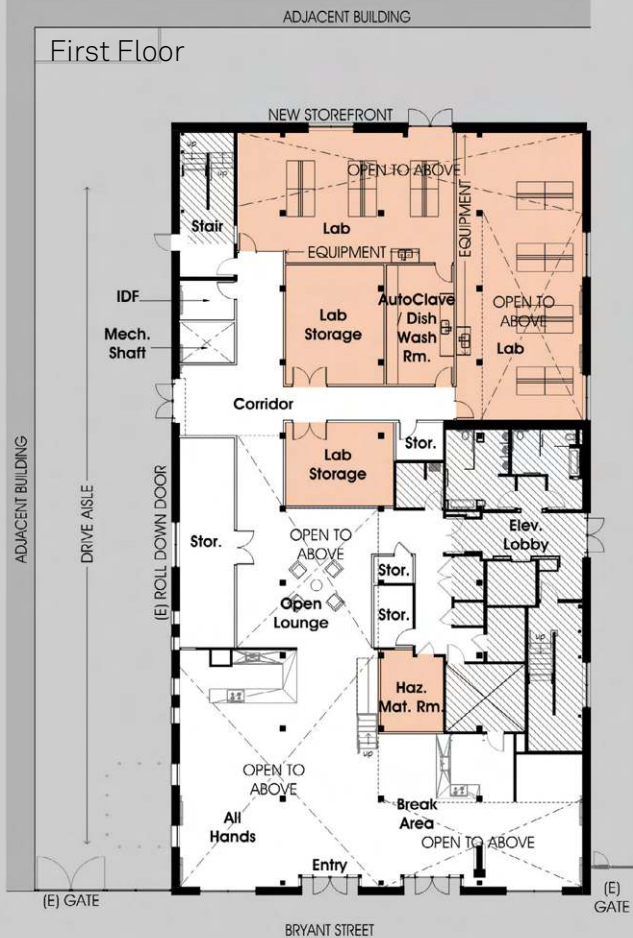 ADJACENT BUILDING
First Floor
NEW STOREFRONT
OPEN TO ABOVE
Stair
Lab
EQUIPMENT
EQUIPMENT
IDF
Mech.
Shaft
Lab
Storage
AutoClave
/ Dish
Wash
Rm.
OPEN TO
ABOVE
Lab
Corridor
Stor.
Lab
Storage
ADJACENT BUILDING
DRIVE AISLE
(E) ROLL DOWN DOOR
Stor.
OPEN TO
ABOVE
Elev.
Lobby
Stor.
Open
Lounge
Stor.
up
up
Haz.
Mat. Rm.
up
OPEN TO
ABOVE
All
Hands
Break
Area
OPEN TO ABOVE
Entry
(E) GATE
(E)
GATE
BRYANT STREET